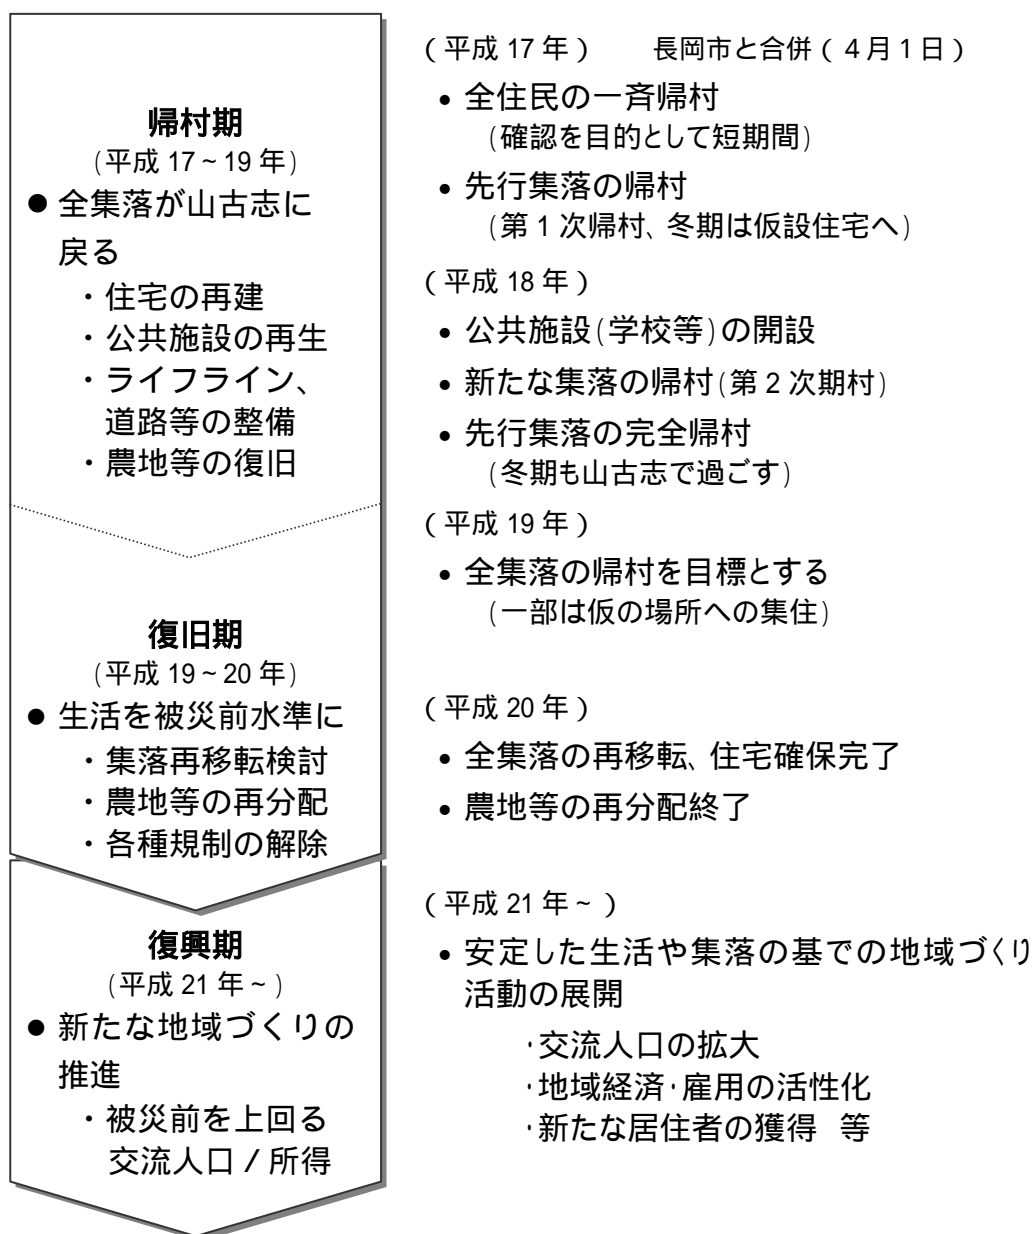 帰村期
（平成 17～19 年）
● 全集落が山古志に
戻る
・住宅の再建
・公共施設の再生
・ライフライン、
道路等の整備
・農地等の復旧
復旧期
（平成 19～20 年）
● 生活を被災前水準に
・集落再移転検討
・農地等の再分配
・各種規制の解除
復興期
（平成 21 年～）
● 新たな地域づくりの
推進
・被災前を上回る
交流人口／所得
（平成 17 年）　長岡市と合併（４月１日）
• 全住民の一斉帰村
（確認を目的として短期間）
• 先行集落の帰村
（第１次帰村、冬期は仮設住宅へ）
（平成 18 年）
• 公共施設（学校等）の開設
• 新たな集落の帰村（第２次期村）
• 先行集落の完全帰村
（冬期も山古志で過ごす）
（平成 19 年）
• 全集落の帰村を目標とする
（一部は仮の場所への集住）
（平成 20 年）
• 全集落の再移転、住宅確保完了
• 農地等の再分配終了
（平成 21 年～）
• 安定した生活や集落の基での地域づくり
活動の展開
・交流人口の拡大
・地域経済・雇用の活性化
・新たな居住者の獲得　等